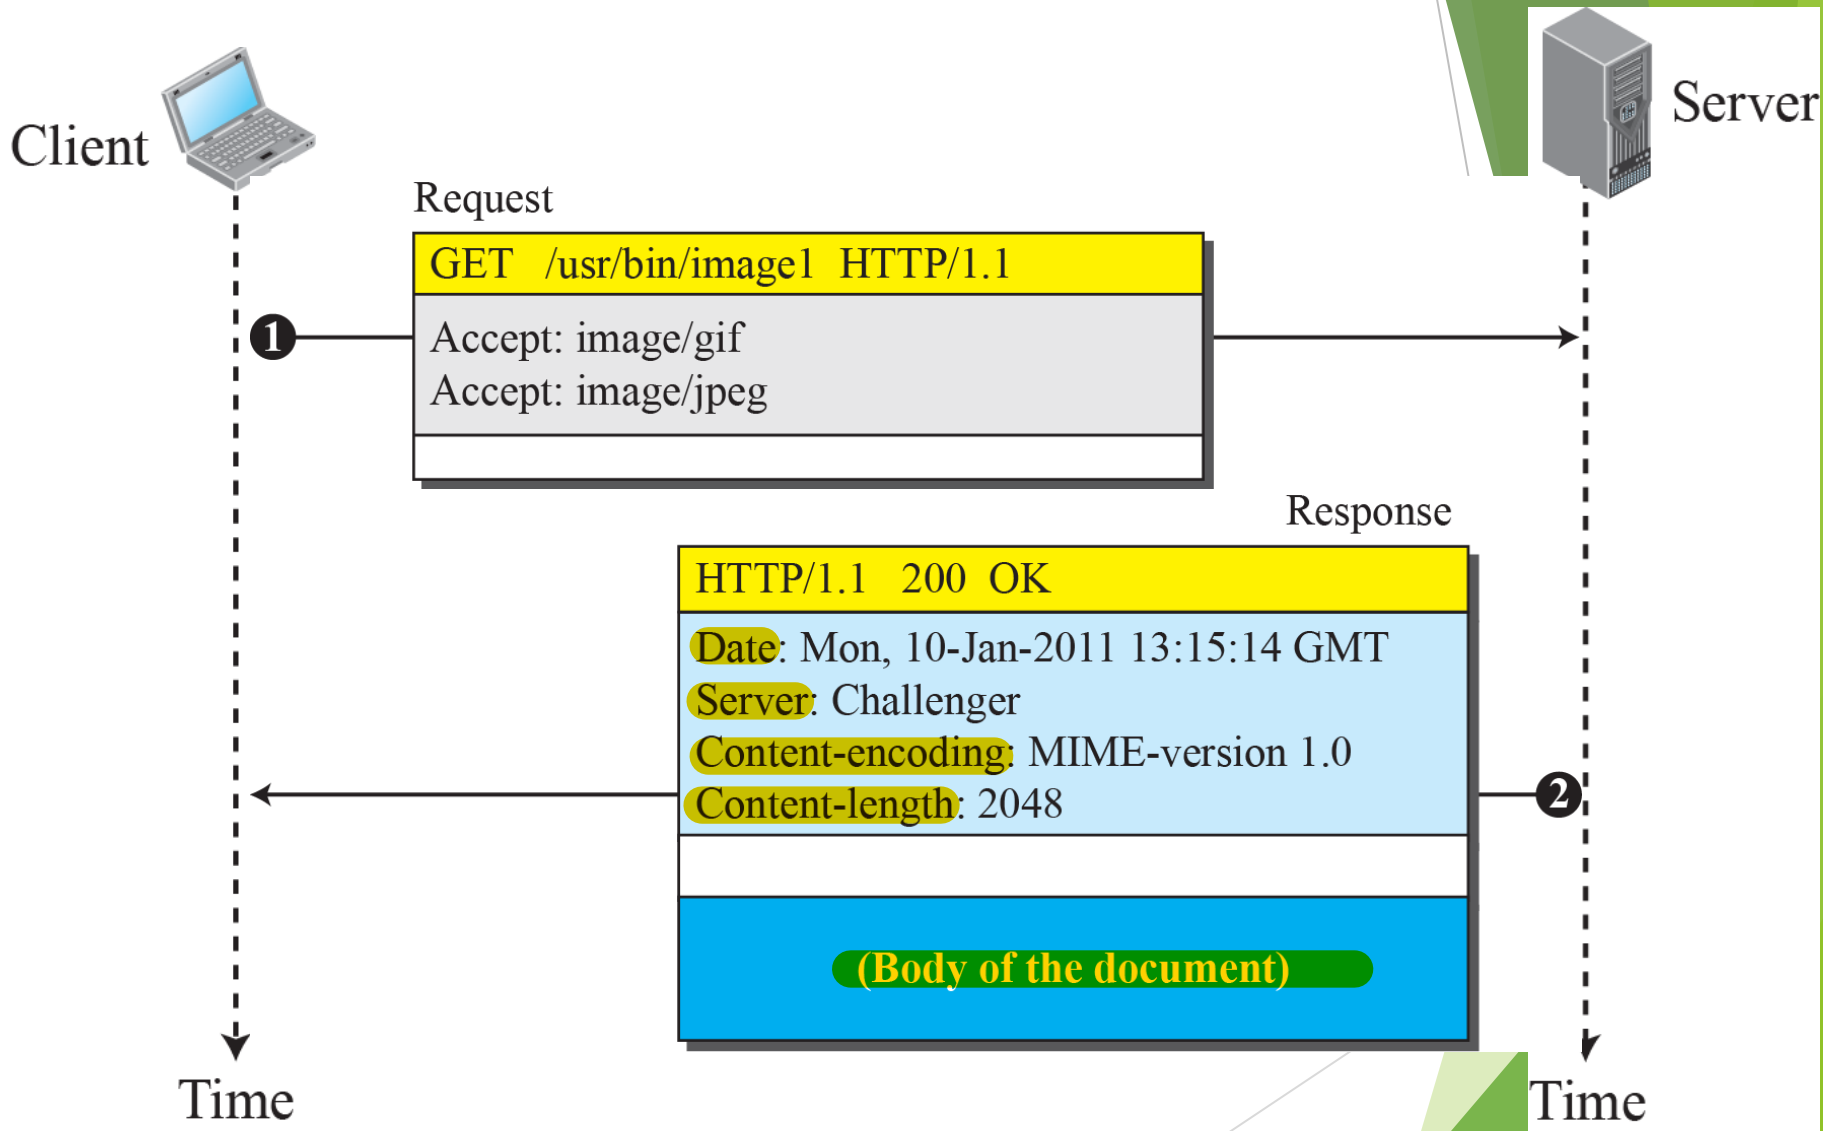 Client
Server
Request
GET /usr/bin/image1 HTTP/1.1
1
Accept: image/gif
Accept: image/jpeg
Response
HTTP/1.1 200 OK
Date: Mon, 10-Jan-2011 13:15:14 GMT
Server: Challenger
Content-encoding: MIME-version 1.0
Content-length: 2048
2
(Body of the document)
Time
Time